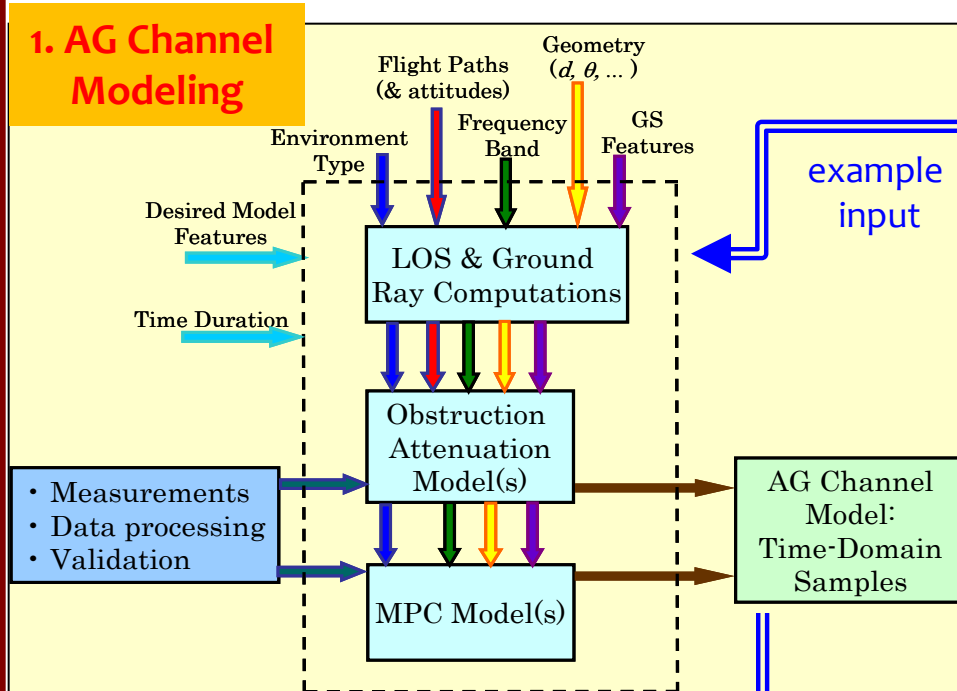 1. AG Channel
Modeling
Flight Paths
(& attitudes)
Geometry
(d, θ, ... )
Environment
Type
Frequency
Band
GS
Features
example
input
Desired Model
Features
Time Duration
LOS & Ground
Ray Computations
Obstruction
Attenuation
Model(s)
• Measurements
• Data processing
• Validation
MPC Model(s)
AG Channel
Model:
Time-Domain
Samples